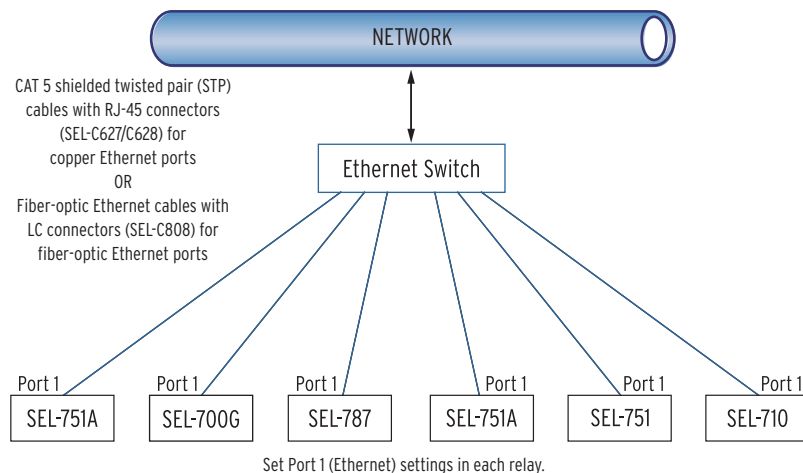 NETWORK
CAT 5 shielded twisted pair (STP)
cables with RJ-45 connectors
(SEL-C627/C628) for
copper Ethernet ports
OR
Fiber-optic Ethernet cables with
LC connectors (SEL-C808) for
fiber-optic Ethernet ports
Ethernet Switch
Port 1 Port 1 Port 1 Port 1 Port 1 Port 1
SEL-751A SEL-700G SEL-787 SEL-751A SEL-751 SEL-710
Set Port 1 (Ethernet) settings in each relay.